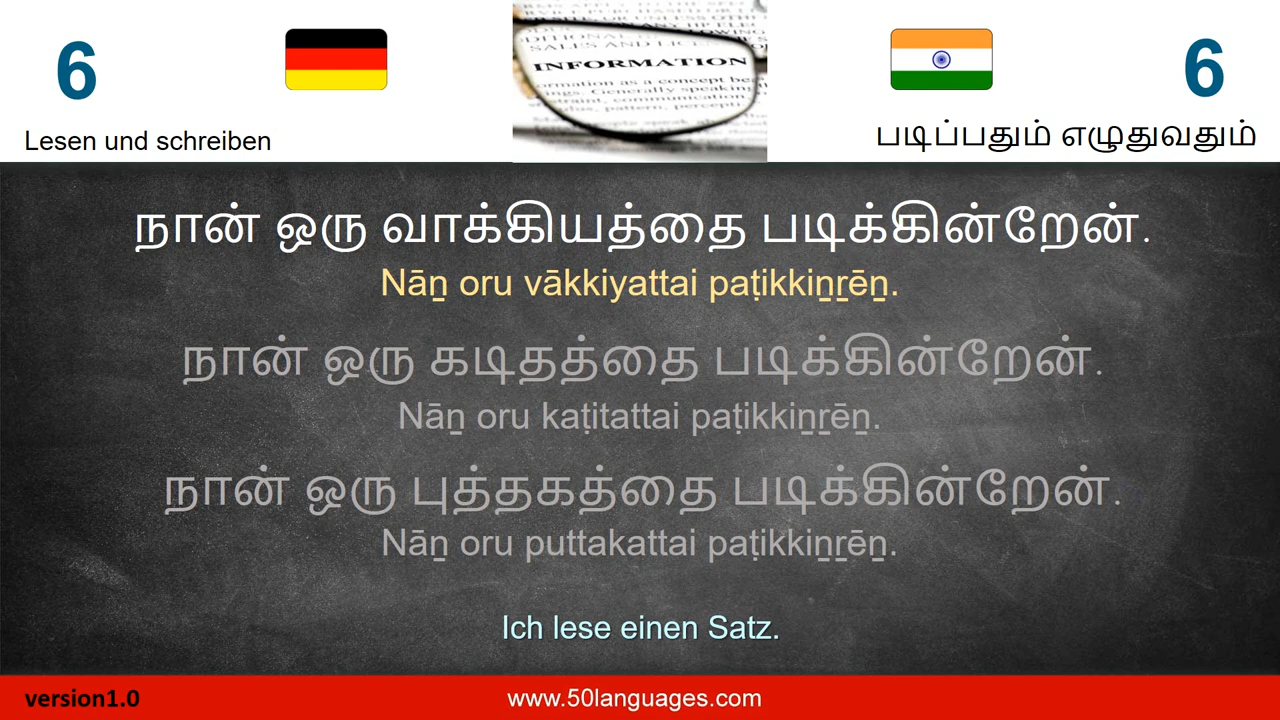 6
6
Lesen und schreiben
படிப்பதும் எழுதுவதும்
INFORMATION
நான் ஒரு வாக்கியத்தை படிக்கின்றேன்.
Nāṉ oru vākkiyattai paṭikkiṉṟēṉ.
நான் ஒரு கடிதத்தை படிக்கின்றேன்.
Nāṉ oru kaṭitattai paṭikkiṉṟēṉ.
நான் ஒரு புத்தகத்தை படிக்கின்றேன்.
Nāṉ oru puttakattai paṭikkiṉṟēṉ.
Ich lese einen Satz.
version1.0
www.50languages.com